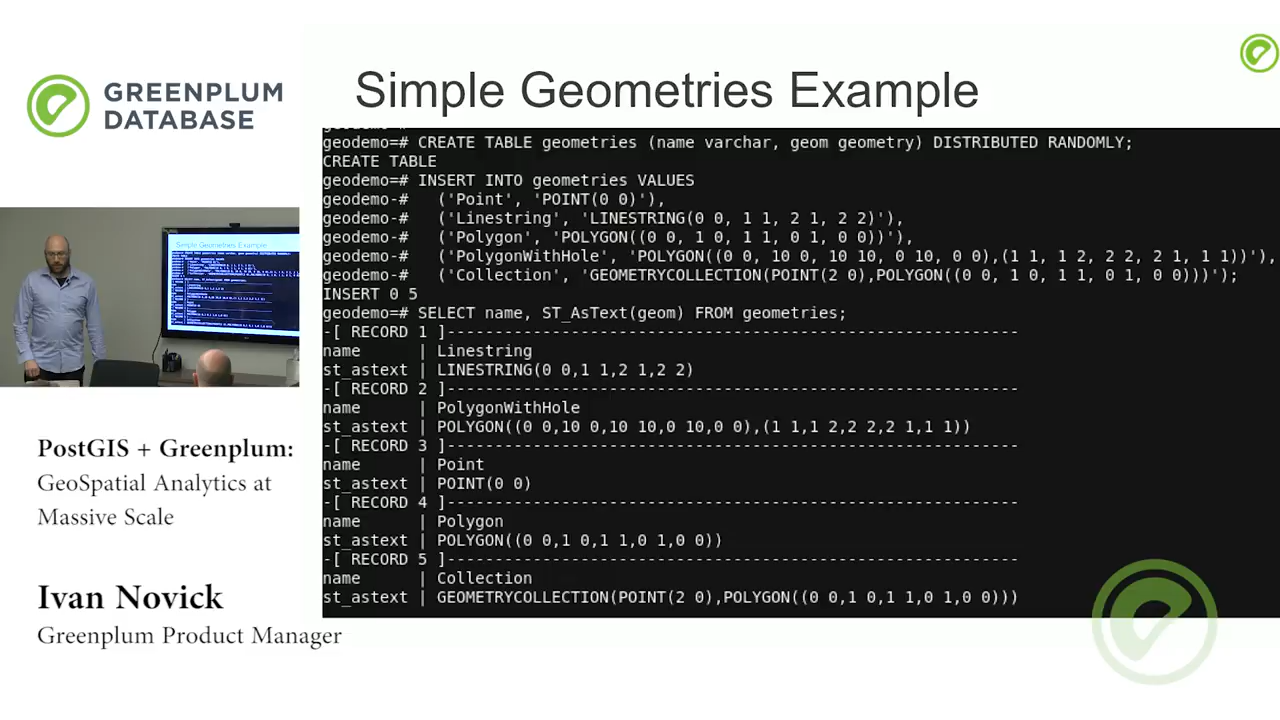 GREENPLUM
DATABASE
Simple Geometries Example
geodemo=#
geodemo=# CREATE TABLE geometries (name varchar, geom geometry) DISTRIBUTED RANDOMLY;
CREATE TABLE
geodemo=# INSERT INTO geometries VALUES
geodemo-#   ('Point', 'POINT(0 0)'),
geodemo-#   ('Linestring', 'LINESTRING(0 0, 1 1, 2 1, 2 2)'),
geodemo-#   ('Polygon', 'POLYGON((0 0, 1 0, 1 1, 0 1, 0 0))'),
geodemo-#   ('PolygonWithHole', 'POLYGON((0 0, 10 0, 10 10, 0 10, 0 0),(1 1, 1 2, 2 2, 2 1, 1 1))'),
geodemo-#   ('Collection', 'GEOMETRYCOLLECTION(POINT(2 0),POLYGON((0 0, 1 0, 1 1, 0 1, 0 0)))');
INSERT 0 5
geodemo=# SELECT name, ST_AsText(geom) FROM geometries;
-[ RECORD 1 ]------------------------------------------------------------
name      | Linestring
st_astext | LINESTRING(0 0,1 1,2 1,2 2)
-[ RECORD 2 ]------------------------------------------------------------
name      | PolygonWithHole
st_astext | POLYGON((0 0,10 0,10 10,0 10,0 0),(1 1,1 2,2 2,2 1,1 1))
-[ RECORD 3 ]------------------------------------------------------------
name      | Point
st_astext | POINT(0 0)
-[ RECORD 4 ]------------------------------------------------------------
name      | Polygon
st_astext | POLYGON((0 0,1 0,1 1,0 1,0 0))
-[ RECORD 5 ]------------------------------------------------------------
name      | Collection
st_astext | GEOMETRYCOLLECTION(POINT(2 0),POLYGON((0 0,1 0,1 1,0 1,0 0)))
Simple Geometries Example
PostGIS + Greenplum:
GeoSpatial Analytics at
Massive Scale
Ivan Novick
Greenplum Product Manager